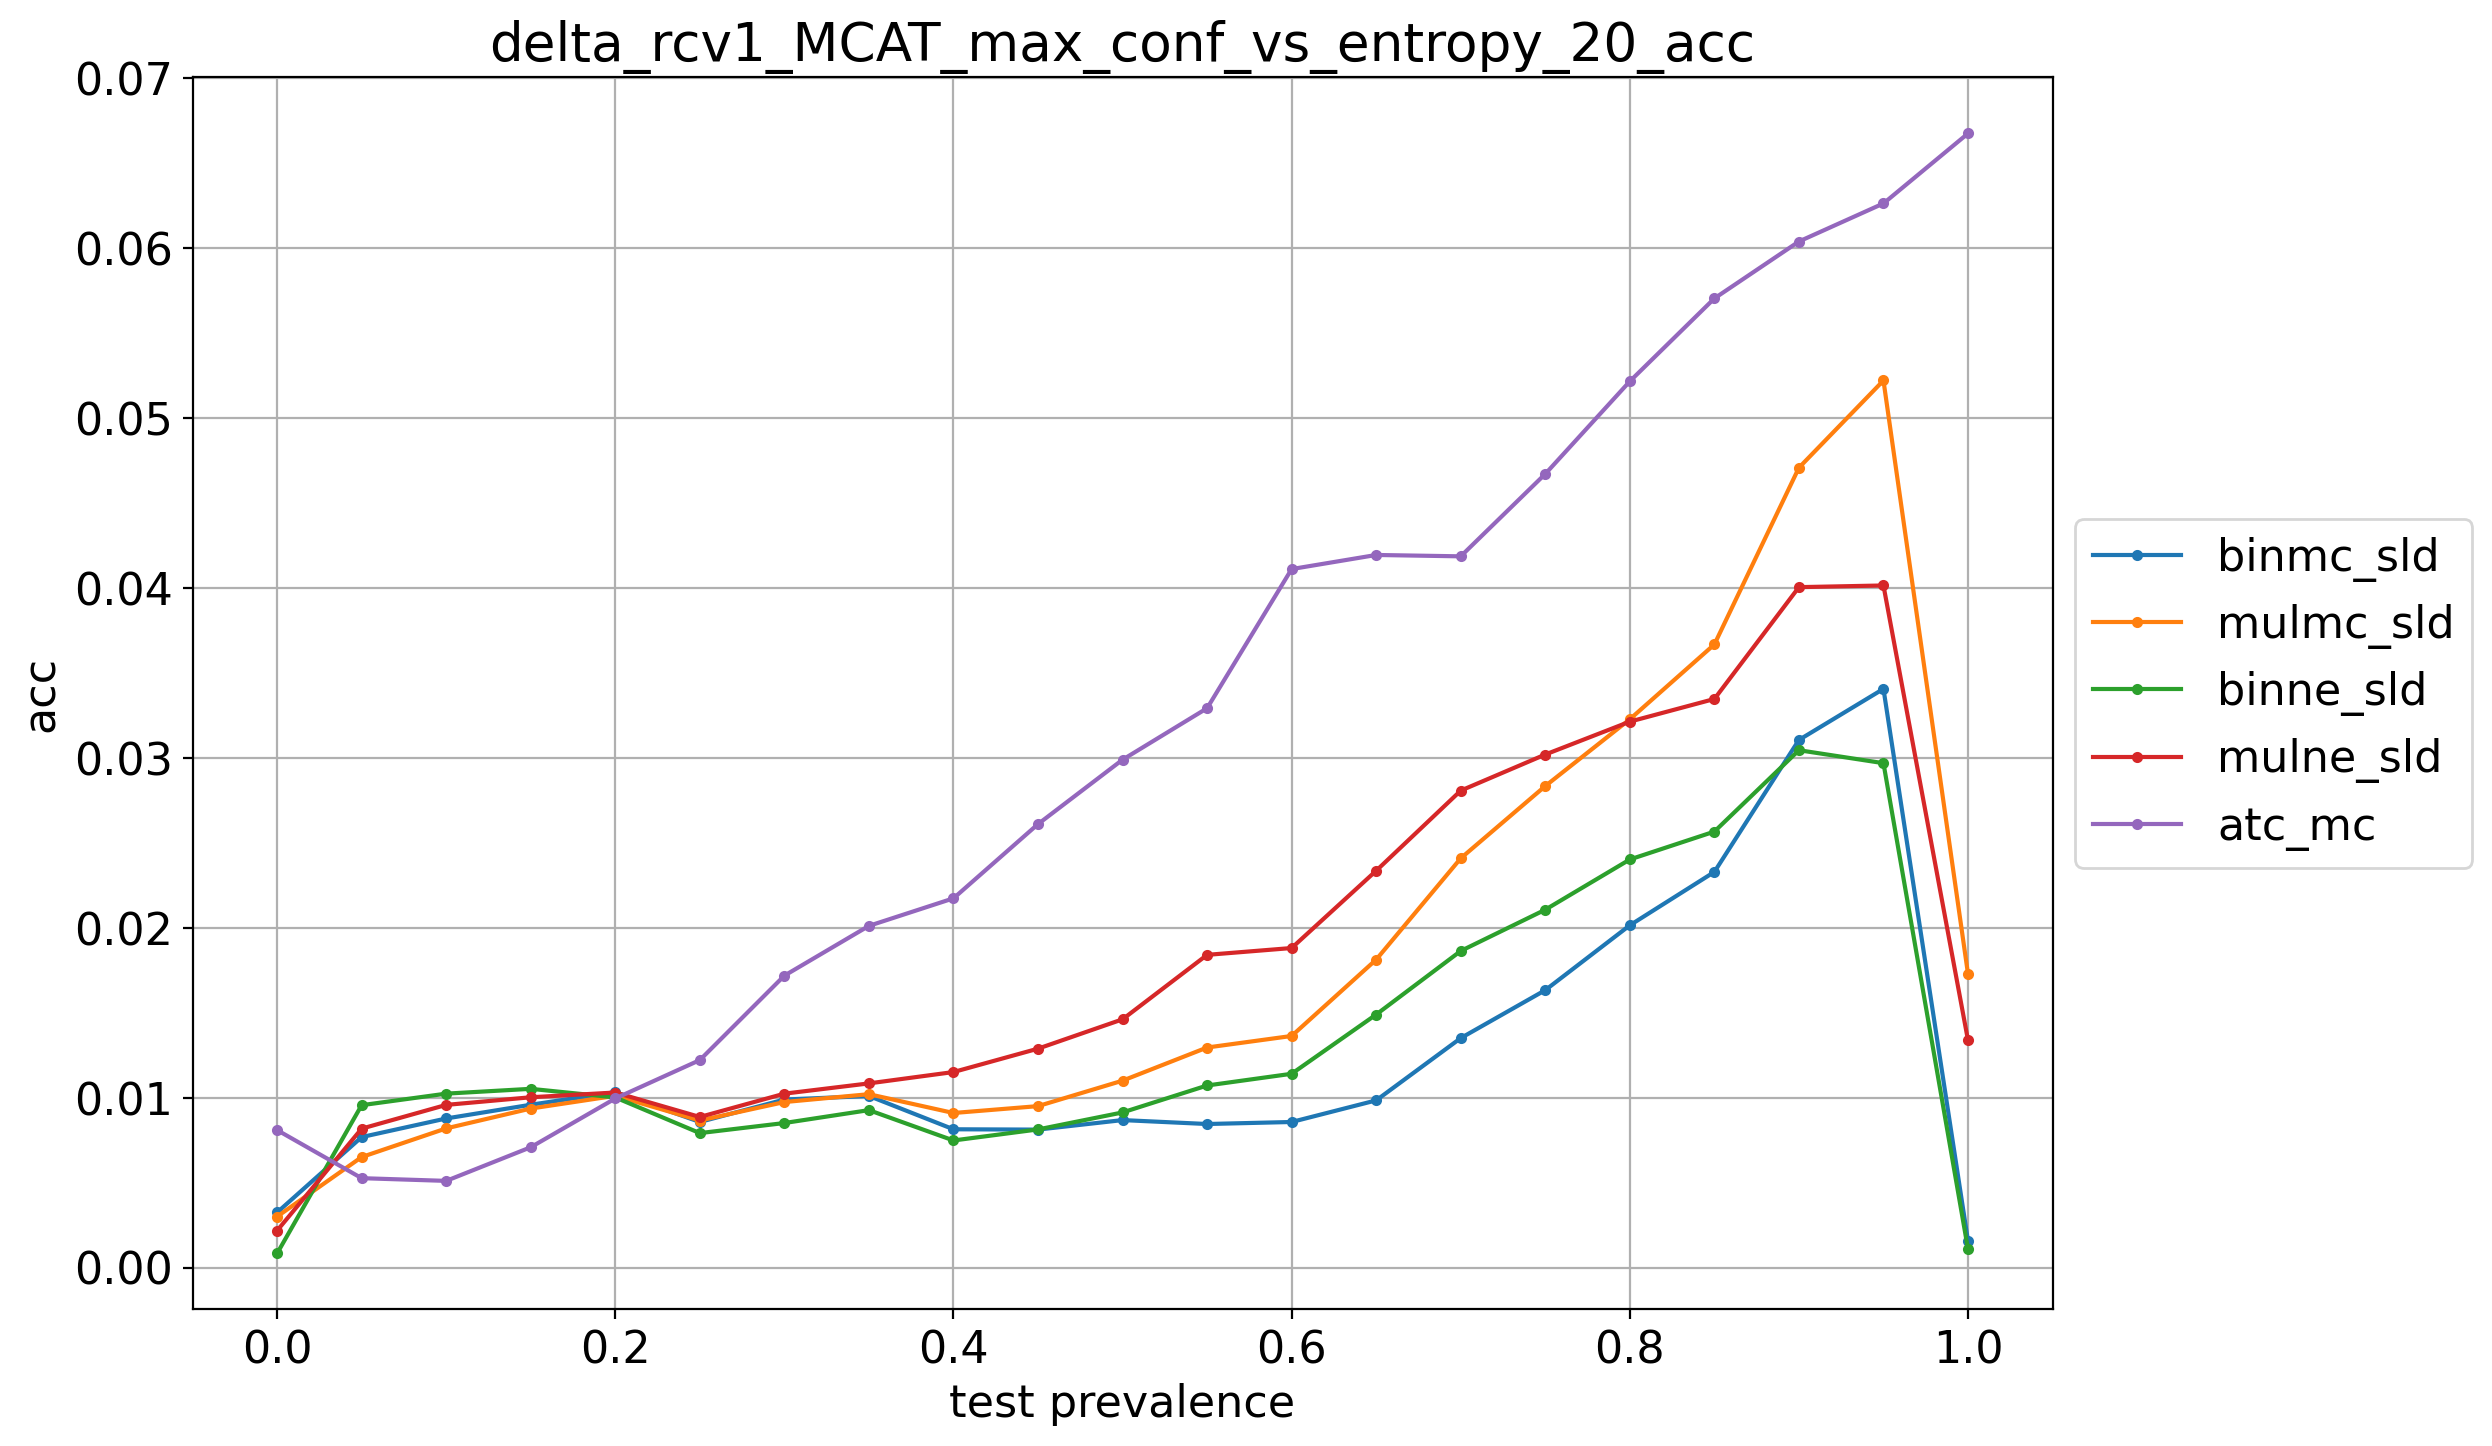 delta_rcv1_MCAT_max_conf_vs_entropy_20_acc
0.07
0.06
0.05
0.04
0.03
0.02
0.01
0.00
acc
0.0 0.2 0.4 0.6 0.8 1.0
test prevalence
binmc_sld
mulmc_sld
binne_sld
mulne_sld
atc_mc